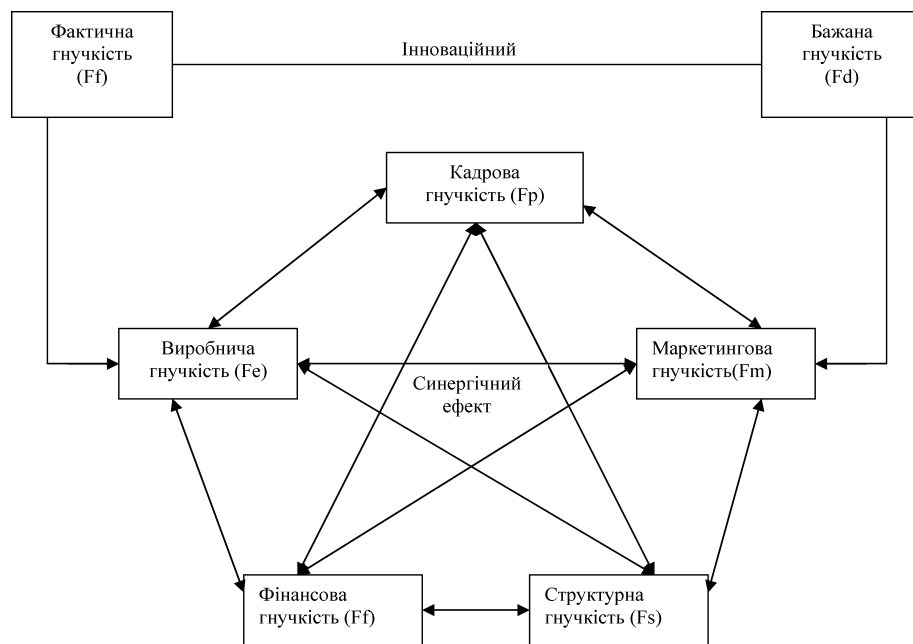 Фактична
гнучкість
(Ff)
Інноваційний
Бажана
гнучкість
(Fd)
Кадрова
гнучкість (Fp)
Виробнича
гнучкість (Fe)
Маркетингова
гнучкість(Fm)
Синергічний
ефект
Фінансова
гнучкість (Ff)
Структурна
гнучкість (Fs)